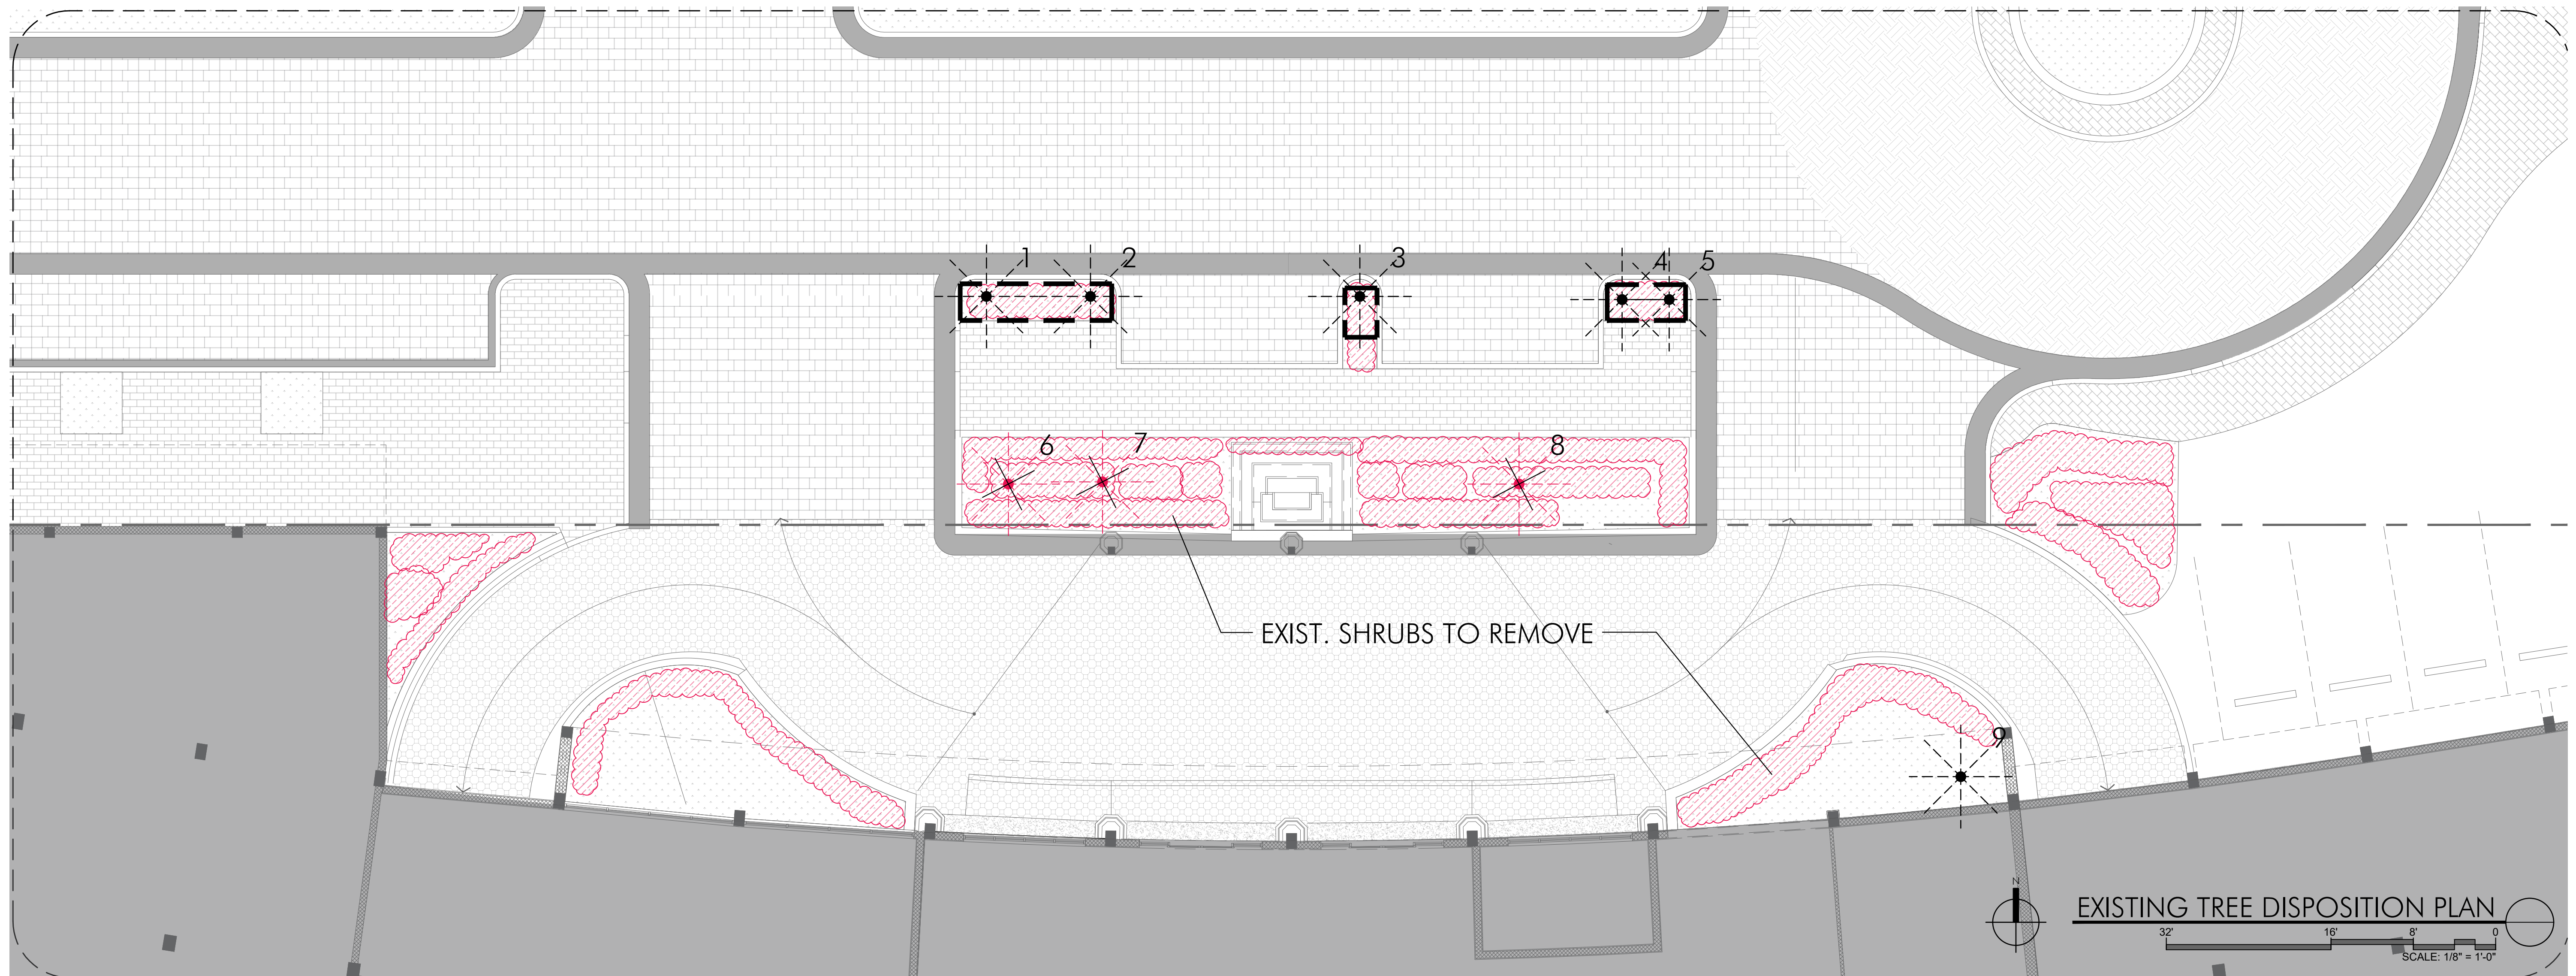 1 2 3 4 5
6 7 8
EXIST. SHRUBS TO REMOVE
9
N
EXISTING TREE DISPOSITION PLAN
32' 16' 8' 0
SCALE: 1/8" = 1'-0"